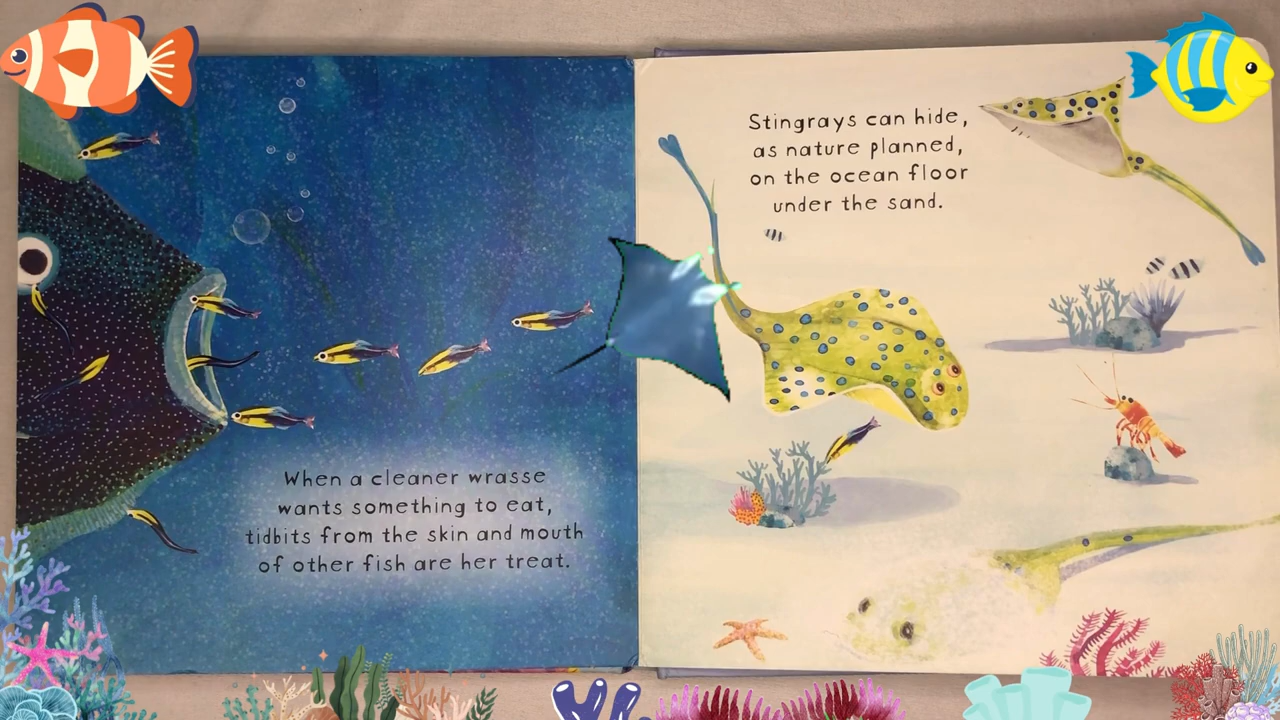 When a cleaner wrasse
wants something to eat,
tidbits from the skin and mouth
of other fish are her treat.
Stingrays can hide,
as nature planned,
on the ocean floor
under the sand.